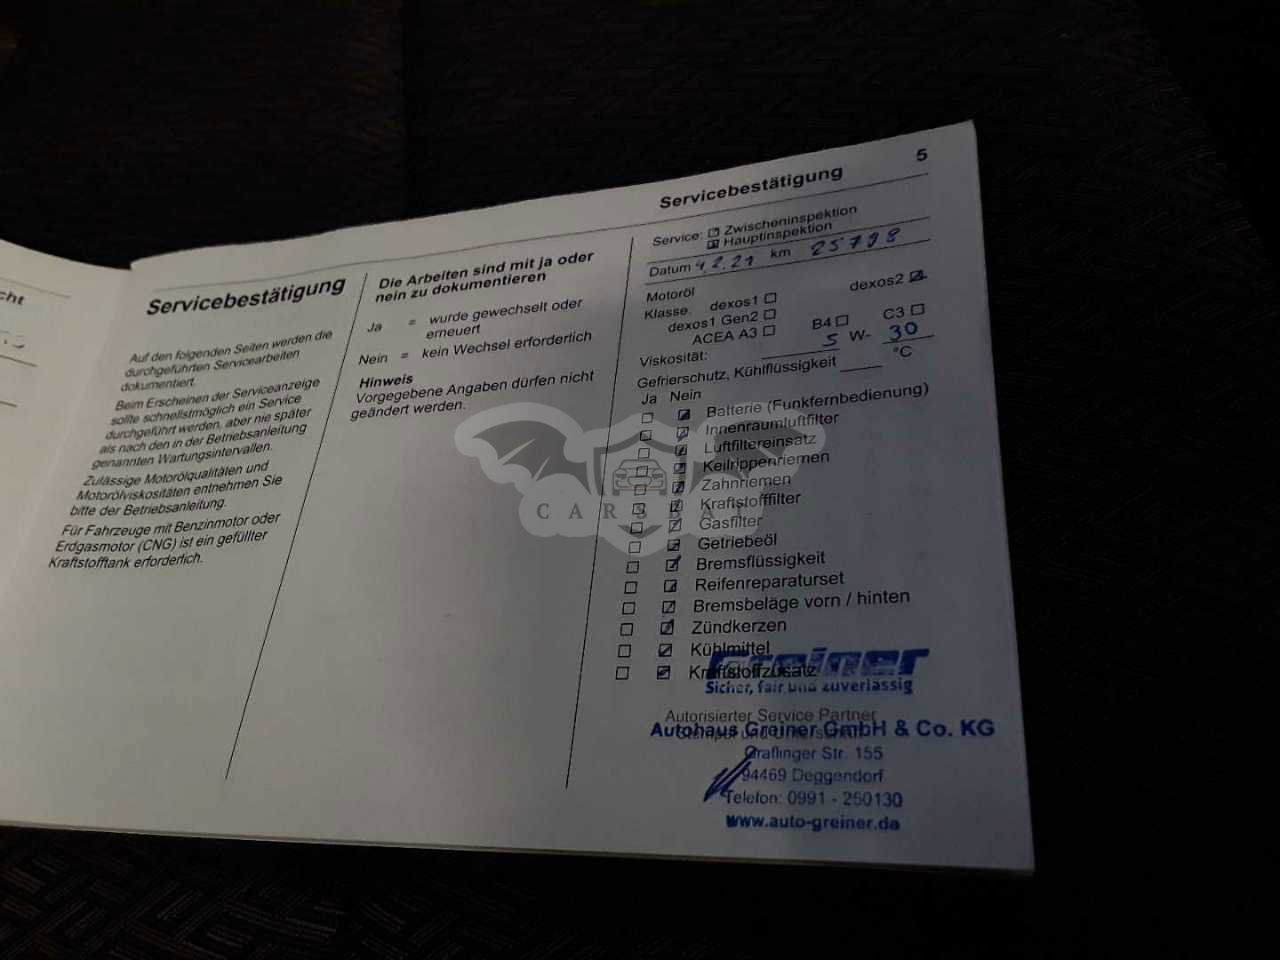 cht
5
Servicebestätigung
Servicebestätigung
Auf den folgenden Seiten werden die
durchgeführten Servicearbeiten
dokumentiert.
Beim Erscheinen der Serviceanzeige
sollte schnellstmöglich ein Service
durchgeführt werden, aber nie später
als nach den in der Betriebsanleitung
genannten Wartungsintervallen.
Zulässige Motorölqualitäten und
Motorölviskositäten entnehmen Sie
bitte der Betriebsanleitung.
Für Fahrzeuge mit Benzinmotor oder
Erdgasmotor (CNG) ist ein gefüllter
Kraftstofftank erforderlich.
Die Arbeiten sind mit ja oder
nein zu dokumentieren
Ja = wurde gewechselt oder
erneuert
Nein = kein Wechsel erforderlich
Hinweis
Vorgegebene Angaben dürfen nicht
geändert werden.
Service: Zwischeninspektion
Hauptinspektion
Datum 4.2.21 km 25798
Motoröl
Klasse: dexos1 dexos2
dexos1 Gen2
ACEA A3 B4 C3
Viskosität: 5 W- 30
Gefrierschutz, Kühlflüssigkeit °C
Ja Nein
Batterie (Funkfernbedienung)
Innenraumluftfilter
Luftfiltereinsatz
Keilrippenriemen
Zahnriemen
Kraftstofffilter
Gasfilter
Getriebeöl
Bremsflüssigkeit
Reifenreparaturset
Bremsbeläge vorn / hinten
Zündkerzen
Kühlmittel
Kraftstoffzusatz
Greiner
Sicher, fair und zuverlässig
Autorisierter Service Partner
Stempel und Unterschrift
Autohaus Greiner GmbH & Co. KG
Graflinger Str. 155
94469 Deggendorf
Telefon: 0991 - 250130
www.auto-greiner.de
CARSBAT